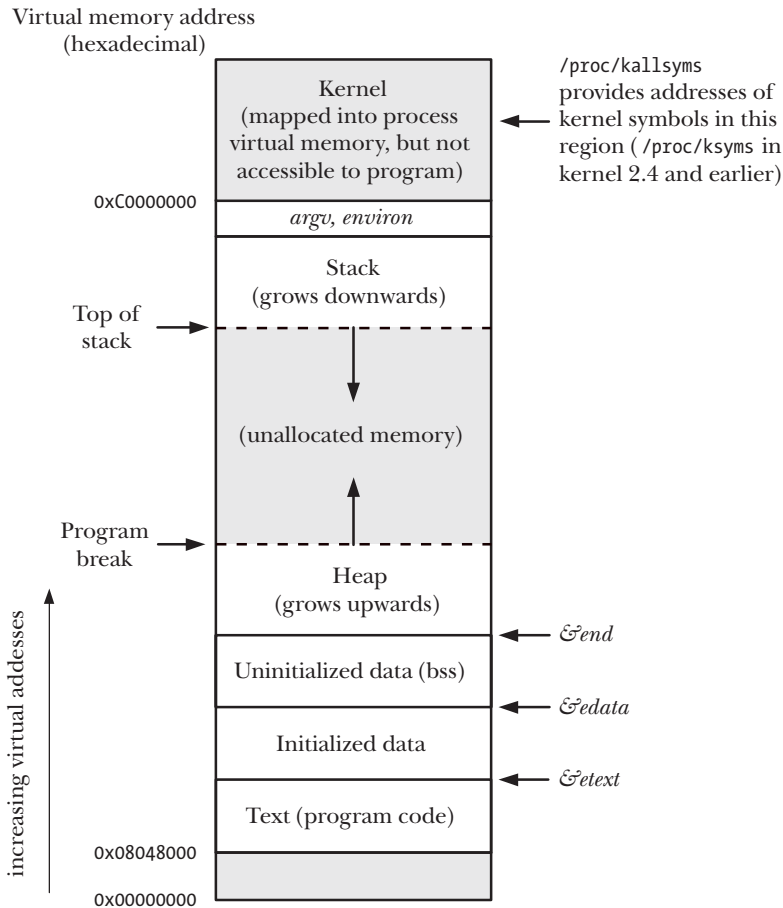 Virtual memory address
(hexadecimal)
/proc/kallsyms
provides addresses of
kernel symbols in this
region (/proc/ksyms in
kernel 2.4 and earlier)
Kernel
(mapped into process
virtual memory, but not
accessible to program)
0xC0000000
argv, environ
Stack
(grows downwards)
Top of
stack
(unallocated memory)
Program
break
Heap
(grows upwards)
&end
Uninitialized data (bss)
&edata
Initialized data
&etext
Text (program code)
0x08048000
0x00000000
increasing virtual addesses